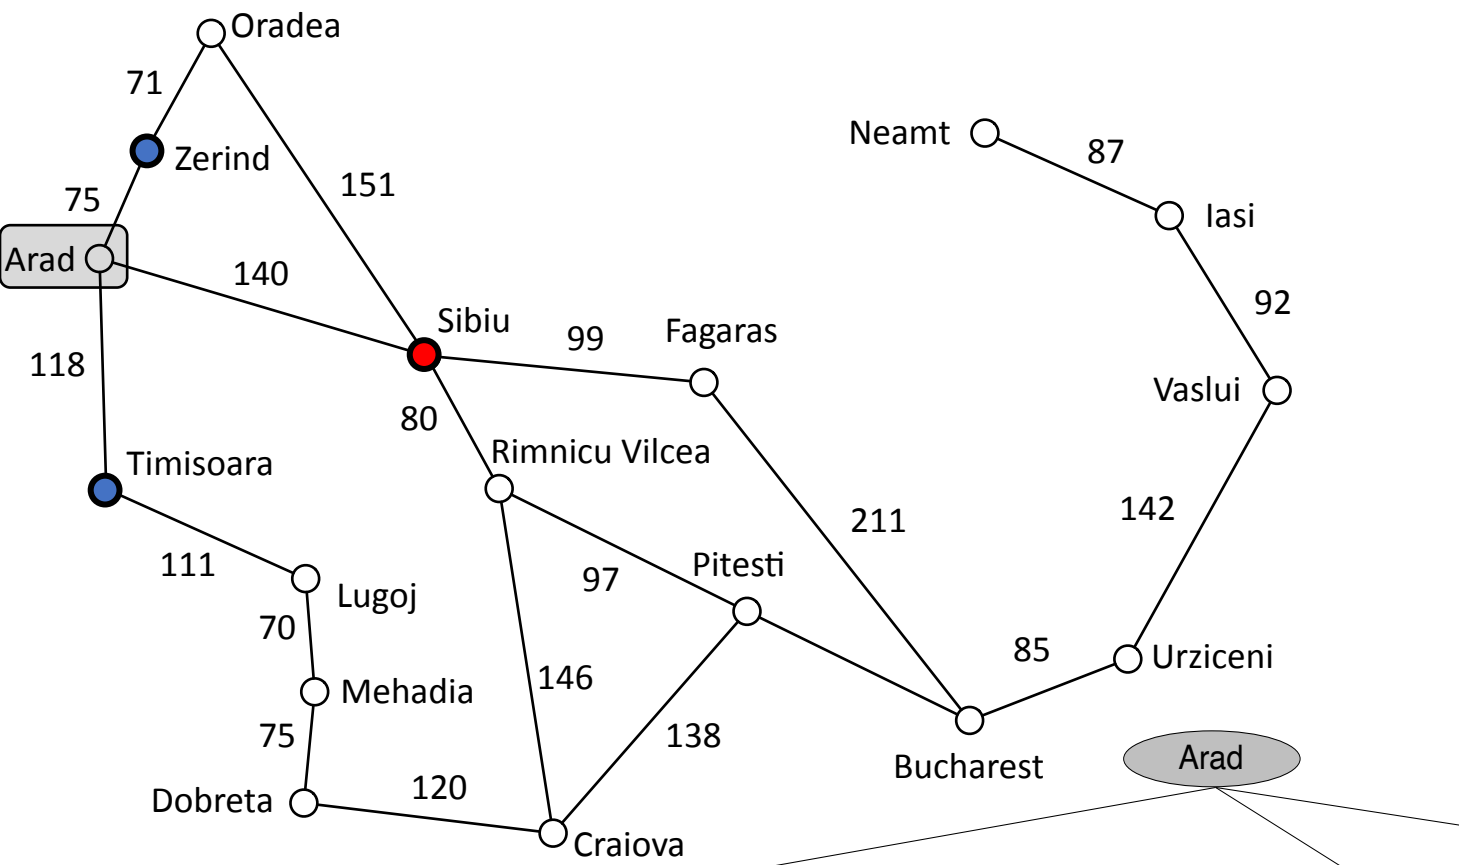 Oradea
71
Neamt
87
Zerind
151
75
Iasi
Arad
140
92
Sibiu
99
Fagaras
118
Vaslui
80
Rimnicu Vilcea
Timisoara
142
211
111
97
Pitesti
Lugoj
70
85
Urziceni
146
Mehadia
75
138
Bucharest
Arad
120
Dobreta
Craiova